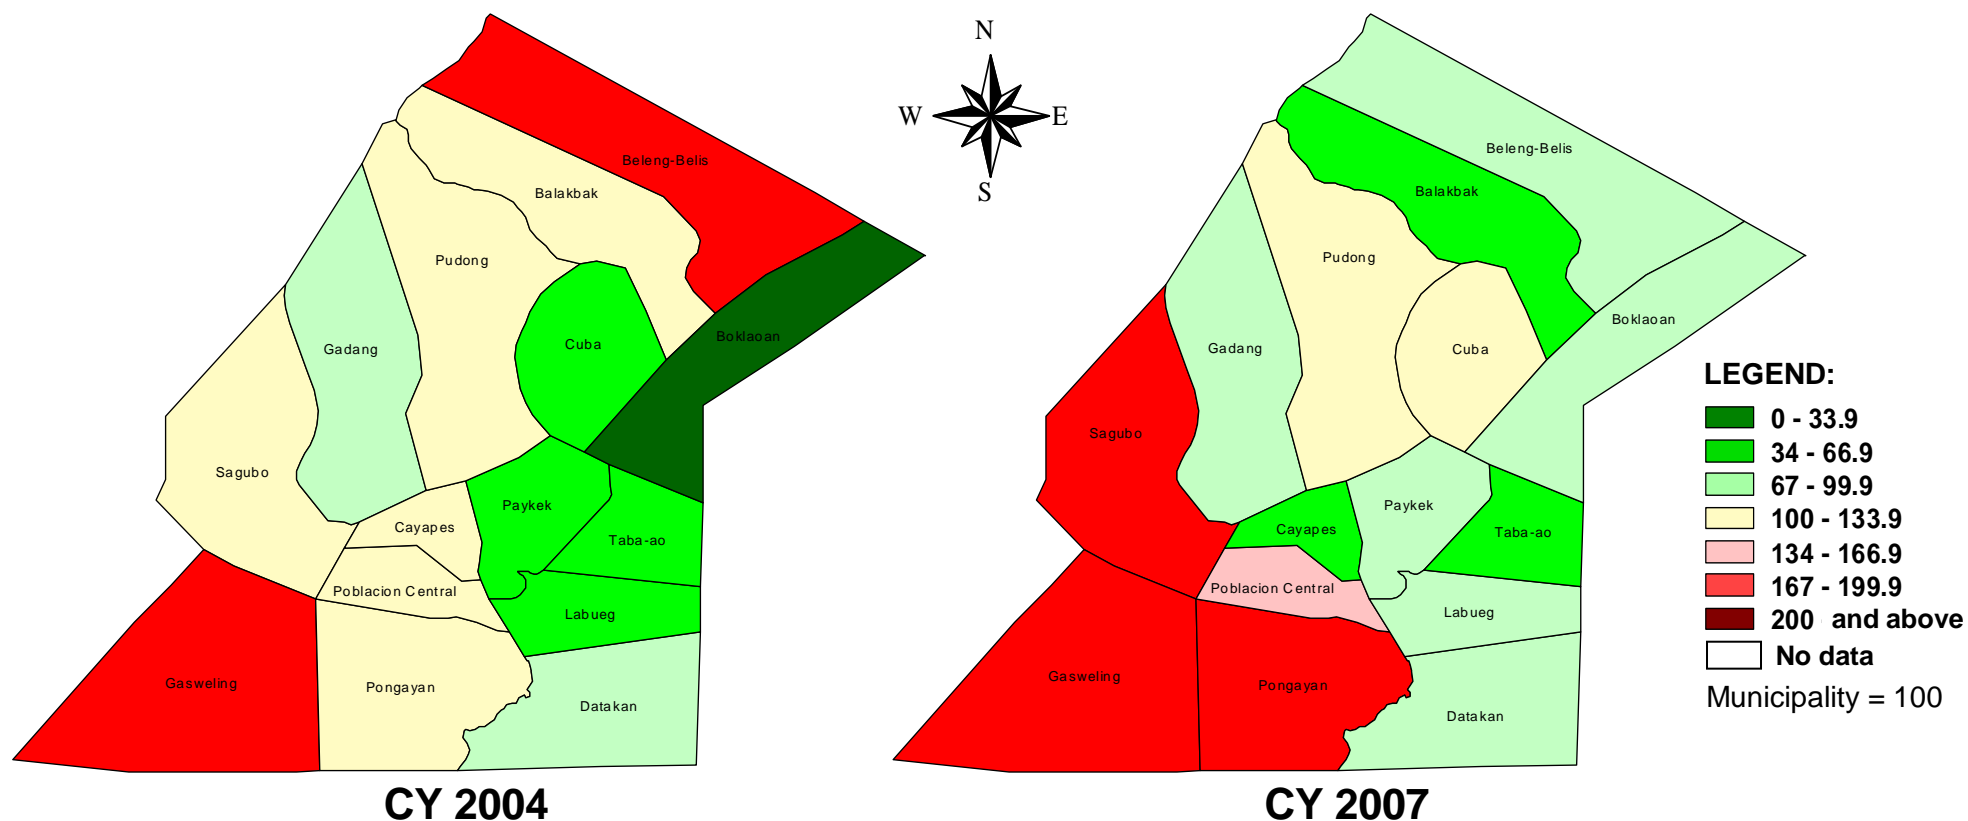 N
W
E
S
Beleng-Belis
Balakbak
Pudong
Boklaoan
Cuba
Gadang
Sagubo
Paykek
Cayapes
Taba-ao
Poblacion Central
Labueg
Gasweling
Pongayan
Datakan
CY 2004
Beleng-Belis
Balakbak
Pudong
Boklaoan
Gadang
Cuba
Sagubo
Paykek
Cayapes
Taba-ao
Poblacion Central
Labueg
Gasweling
Pongayan
Datakan
CY 2007
LEGEND:
0 - 33.9
34 - 66.9
67 - 99.9
100 - 133.9
134 - 166.9
167 - 199.9
200 and above
No data
Municipality = 100